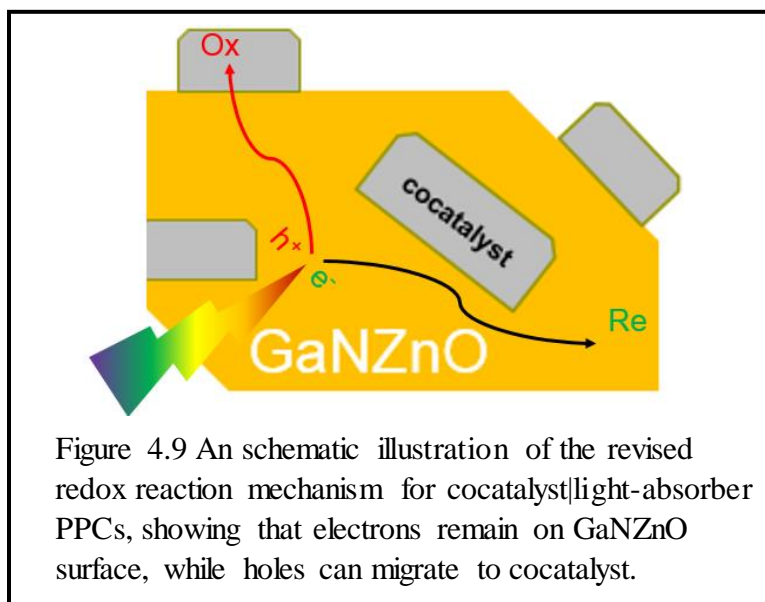 Ox
cocatalyst
h+
e-
Re
GaNZnO
Figure 4.9 An schematic illustration of the revised
redox reaction mechanism for cocatalyst|light-absorber
PPCs, showing that electrons remain on GaNZnO
surface, while holes can migrate to cocatalyst.